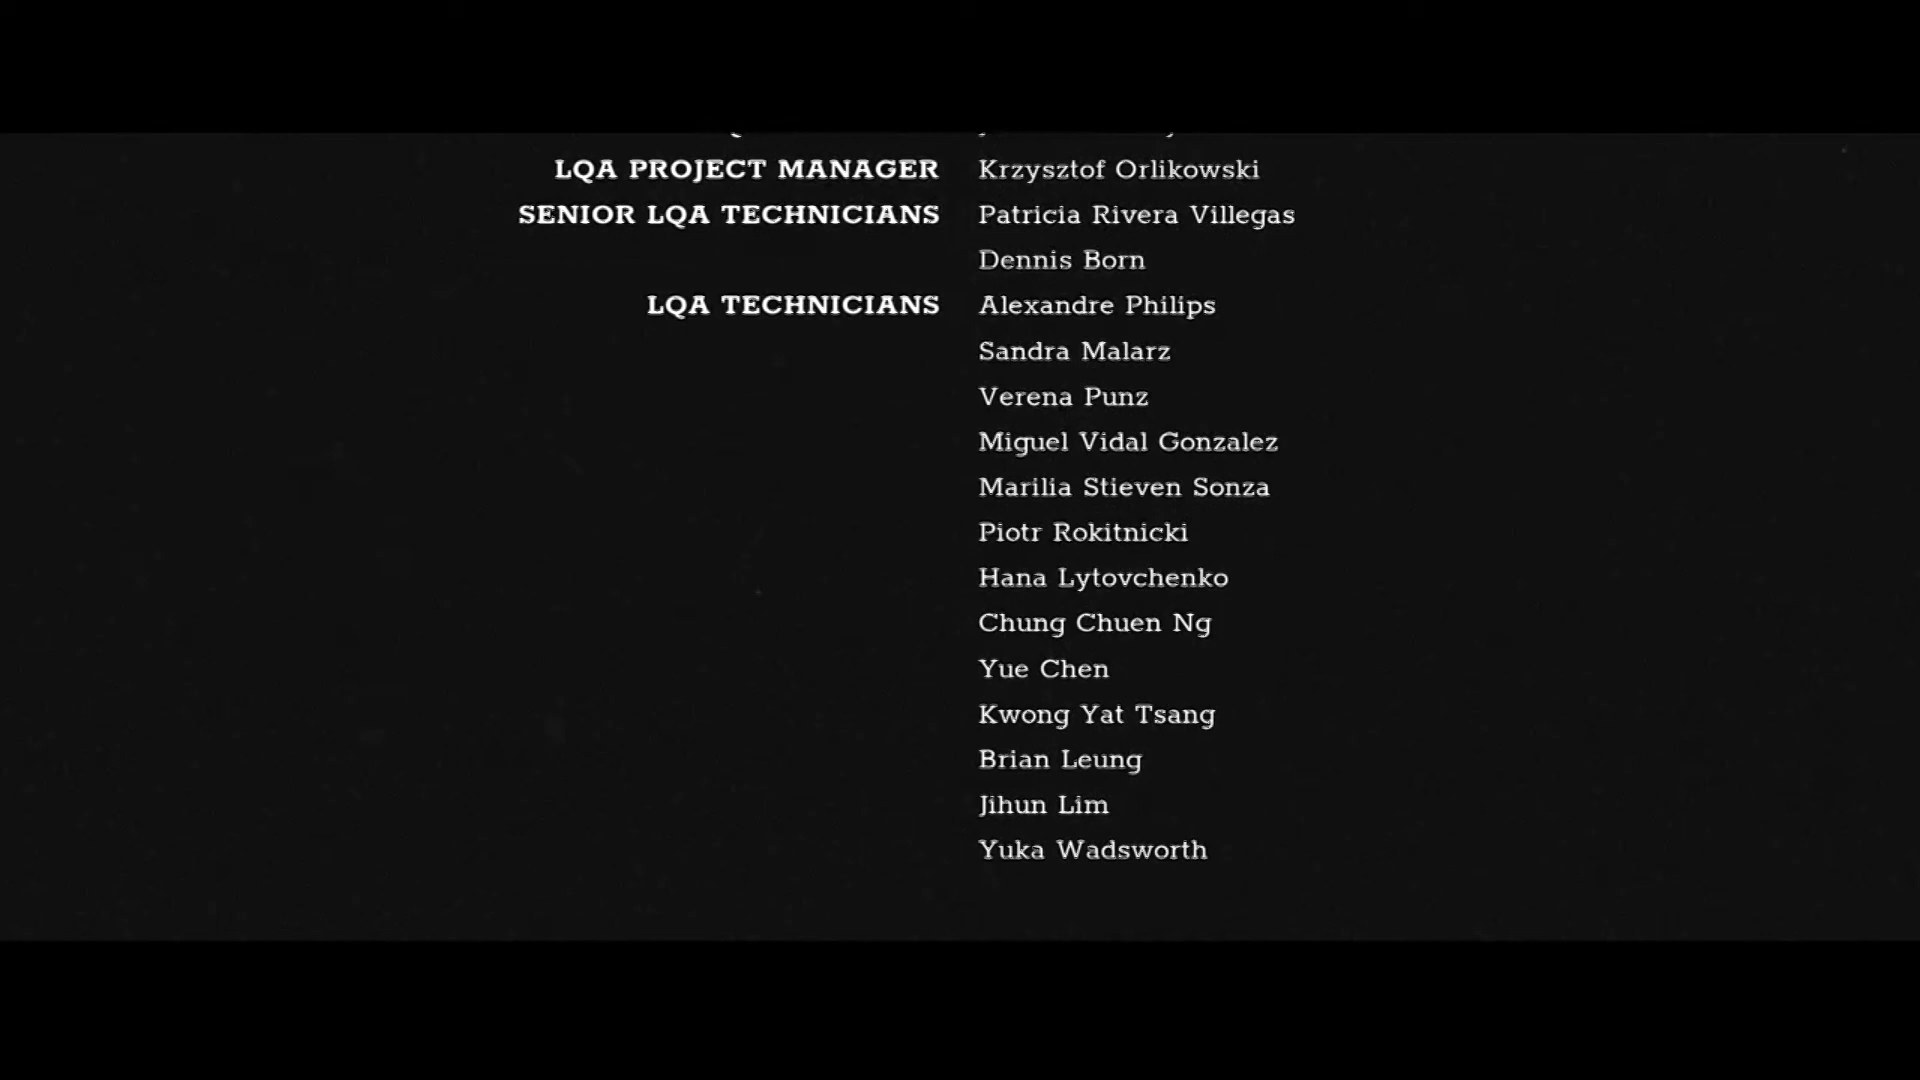 LQA PROJECT MANAGER Krzysztof Orlikowski
SENIOR LQA TECHNICIANS Patricia Rivera Villegas
Dennis Born
LQA TECHNICIANS Alexandre Philips
Sandra Malarz
Verena Punz
Miguel Vidal Gonzalez
Marilia Stieven Sonza
Piotr Rokitnicki
Hana Lytovchenko
Chung Chuen Ng
Yue Chen
Kwong Yat Tsang
Brian Leung
Jihun Lim
Yuka Wadsworth